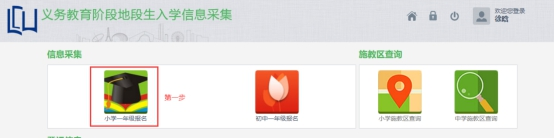 义务教育阶段地段生入学信息采集
欢迎您登录
信息采集
施教区查询
小学一年级报名
第一步
初中一年级报名
小学施教区查询
中学施教区查询